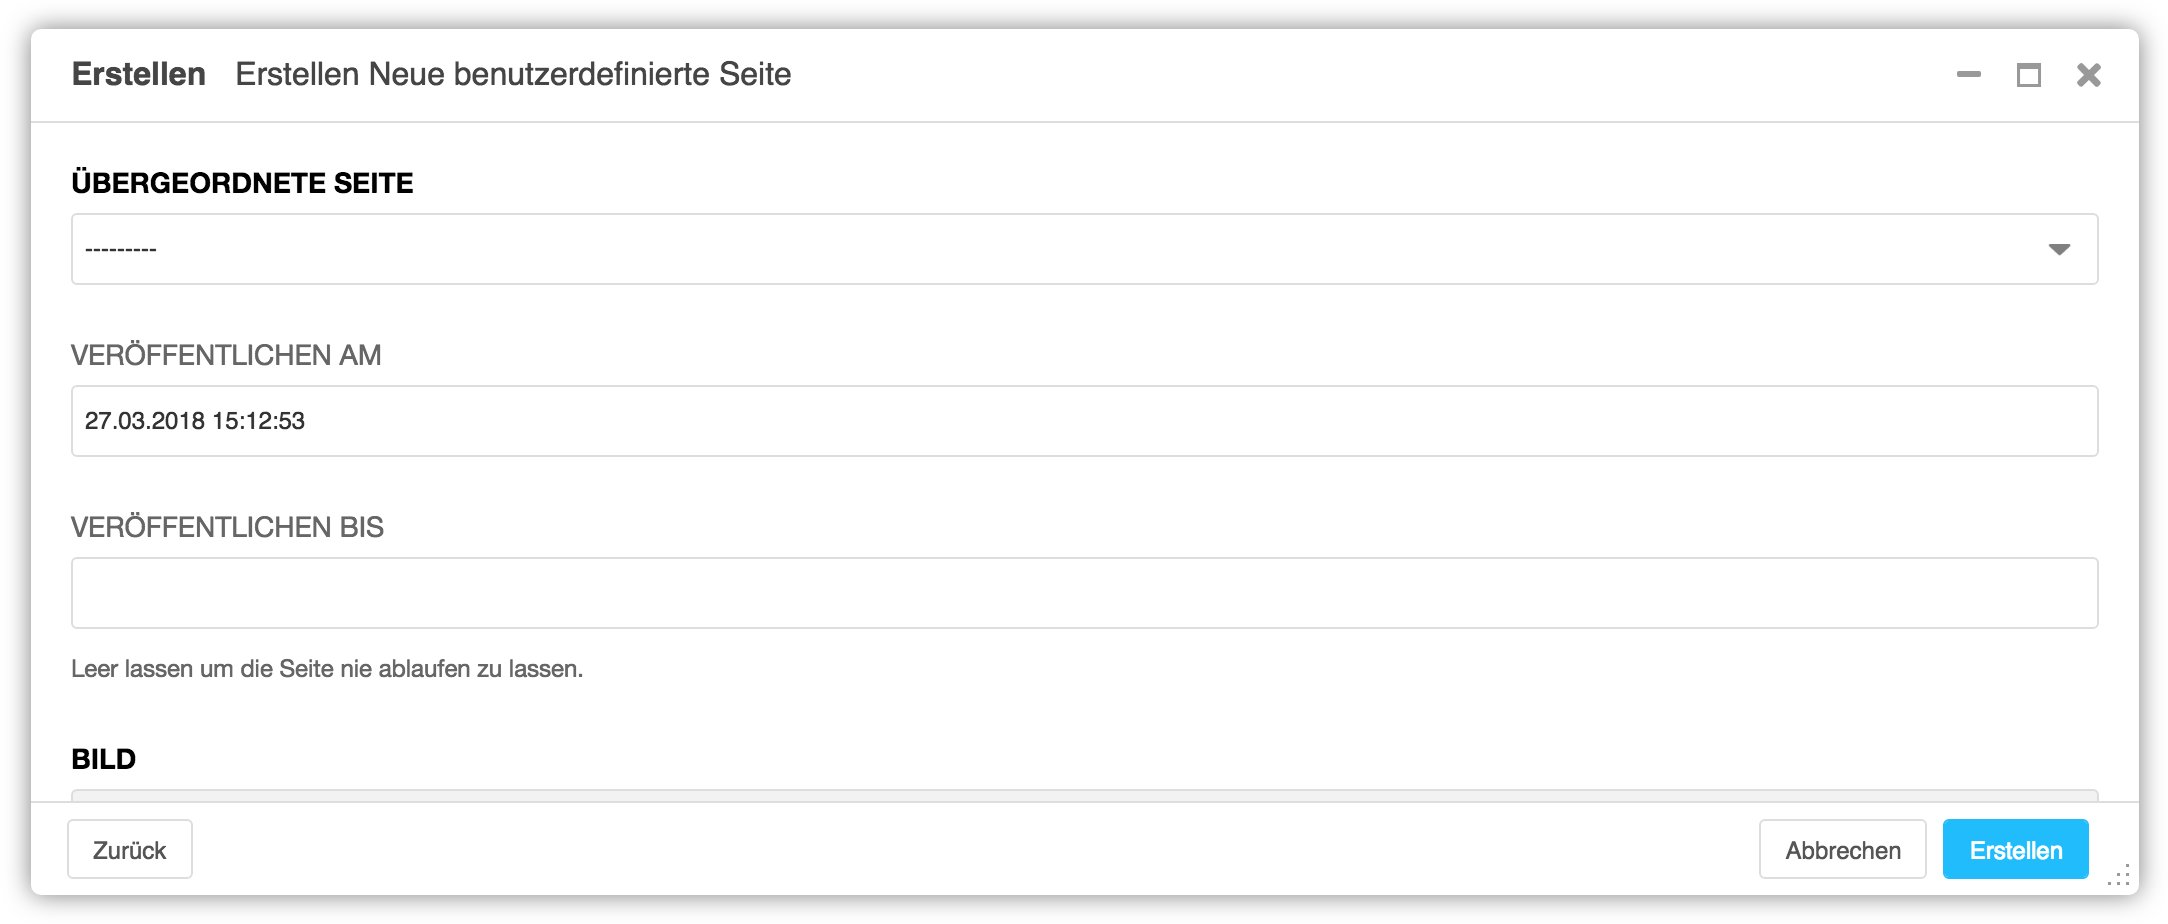 Erstellen Erstellen Neue benutzerdefinierte Seite
ÜBERGEORDNETE SEITE
---------
VERÖFFENTLICHEN AM
27.03.2018 15:12:53
VERÖFFENTLICHEN BIS
Leer lassen um die Seite nie ablaufen zu lassen.
BILD
Zurück Abbrechen Erstellen